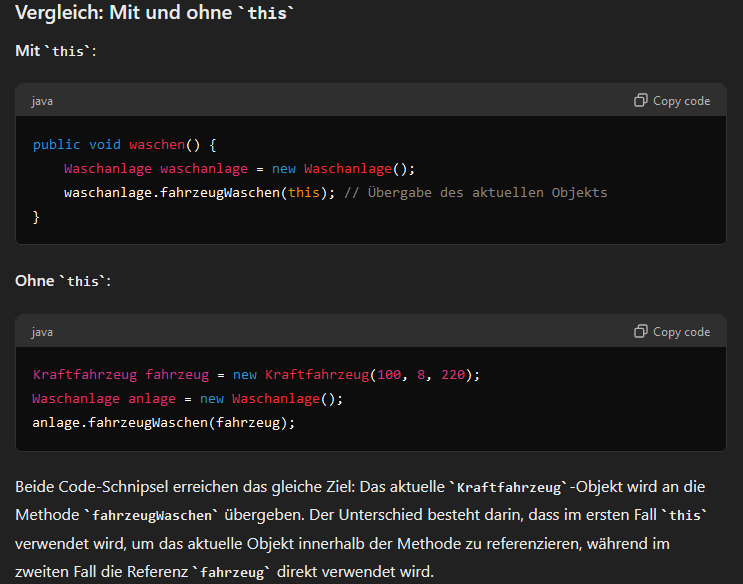 Vergleich: Mit und ohne `this`
Mit `this`:
java
Copy code
public void waschen() {
    Waschanlage waschanlage = new Waschanlage();
    waschanlage.fahrzeugWaschen(this); // Übergabe des aktuellen Objekts
}
Ohne `this`:
java
Copy code
Kraftfahrzeug fahrzeug = new Kraftfahrzeug(100, 8, 220);
Waschanlage anlage = new Waschanlage();
anlage.fahrzeugWaschen(fahrzeug);
Beide Code-Schnipsel erreichen das gleiche Ziel: Das aktuelle `Kraftfahrzeug`-Objekt wird an die
Methode `fahrzeugWaschen` übergeben. Der Unterschied besteht darin, dass im ersten Fall `this`
verwendet wird, um das aktuelle Objekt innerhalb der Methode zu referenzieren, während im
zweiten Fall die Referenz `fahrzeug` direkt verwendet wird.